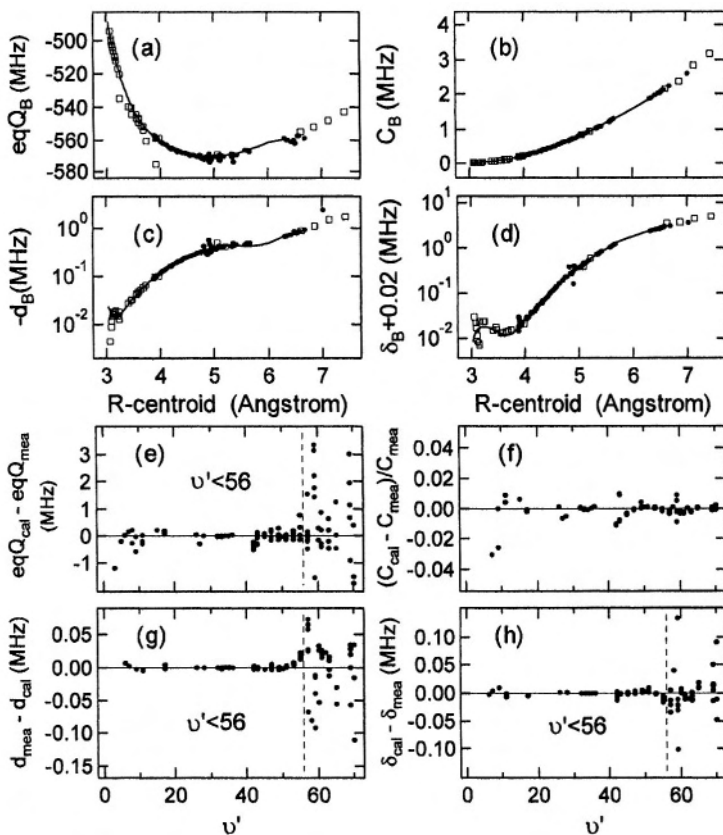 (a)
eqQ_B (MHz)
-500
-520
-540
-560
-580
(b)
C_B (MHz)
4
3
2
1
0
(c)
-d_B(MHz)
10^0
10^-1
10^-2
(d)
δ_B+0.02 (MHz)
10^1
10^0
10^-1
10^-2
3 4 5 6 7
R-centroid (Angstrom)
3 4 5 6 7
R-centroid (Angstrom)
(e)
υ'<56
eqQ_cal - eqQ_mea
(MHz)
3
2
1
0
-1
(f)
(C_cal - C_mea)/C_mea
0.04
0.02
0.00
-0.02
-0.04
(g)
υ'<56
d_mea - d_cal (MHz)
0.05
0.00
-0.05
-0.10
-0.15
(h)
υ'<56
δ_cal - δ_mea (MHz)
0.10
0.05
0.00
-0.05
-0.10
0 20 40 60
υ'
0 20 40 60
υ'